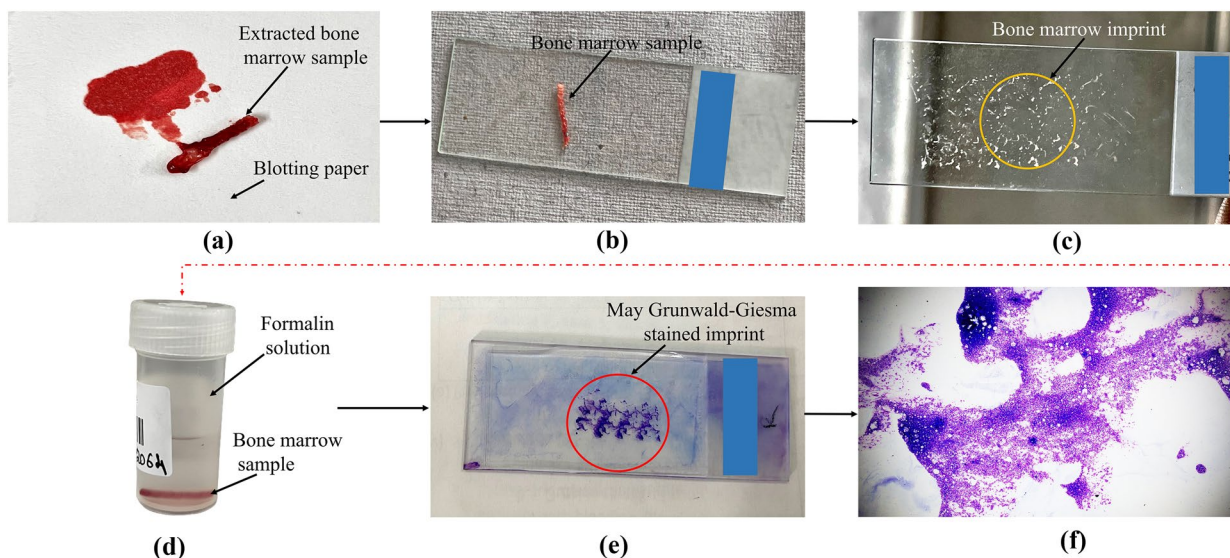 Extracted bone
marrow sample
Blotting paper
(a)
Bone marrow sample
(b)
Bone marrow imprint
(c)
Formalin
solution
Bone marrow
sample
(d)
May Grunwald-Giesma
stained imprint
(e)
(f)